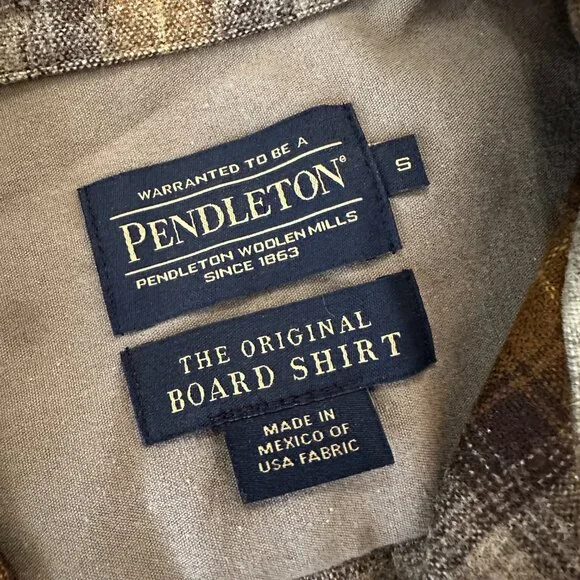 WARRANTED TO BE A
PENDLETON®
PENDLETON WOOLEN MILLS
SINCE 1863
S
THE ORIGINAL
BOARD SHIRT
MADE IN
MEXICO OF
USA FABRIC